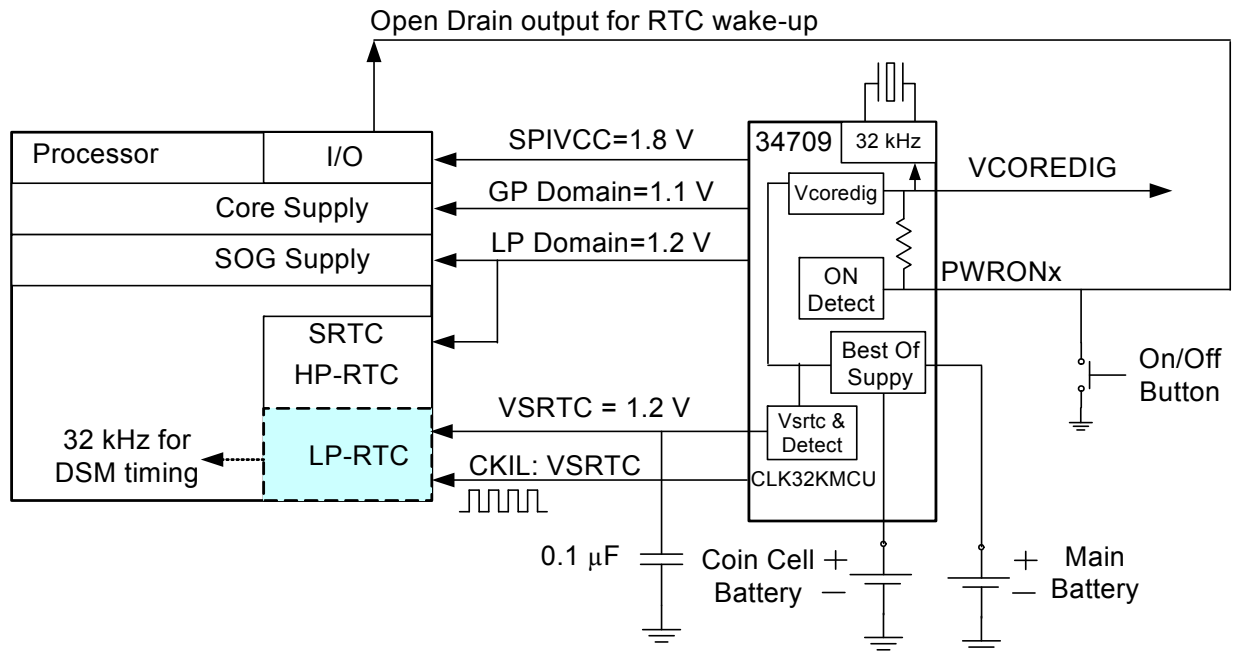 Open Drain output for RTC wake-up
Processor
I/O
Core Supply
SOG Supply
SRTC
HP-RTC
LP-RTC
32 kHz for
DSM timing
SPIVCC=1.8 V
GP Domain=1.1 V
LP Domain=1.2 V
VSRTC = 1.2 V
CKIL: VSRTC
0.1 μF
34709
32 kHz
Vcoredig
VCOREDIG
ON
Detect
PWRONx
Best Of
Suppy
Vsrtc &
Detect
CLK32KMCU
On/Off
Button
Coin Cell
Battery
+
−
Main
Battery
+
−